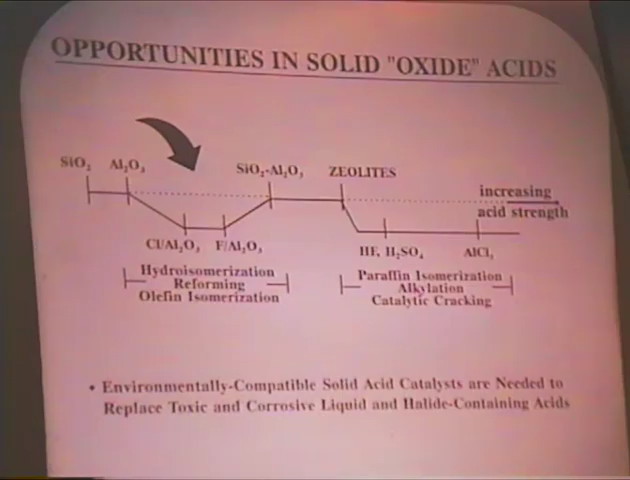 OPPORTUNITIES IN SOLID "OXIDE" ACIDS
SiO₂ Al₂O₃
SiO₂-Al₂O₃ ZEOLITES
increasing
acid strength
Cl/Al₂O₃ F/Al₂O₃
HF, H₂SO₄ AlCl₃
Hydroisomerization
Reforming
Olefin Isomerization
Paraffin Isomerization
Alkylation
Catalytic Cracking
• Environmentally-Compatible Solid Acid Catalysts are Needed to
Replace Toxic and Corrosive Liquid and Halide-Containing Acids